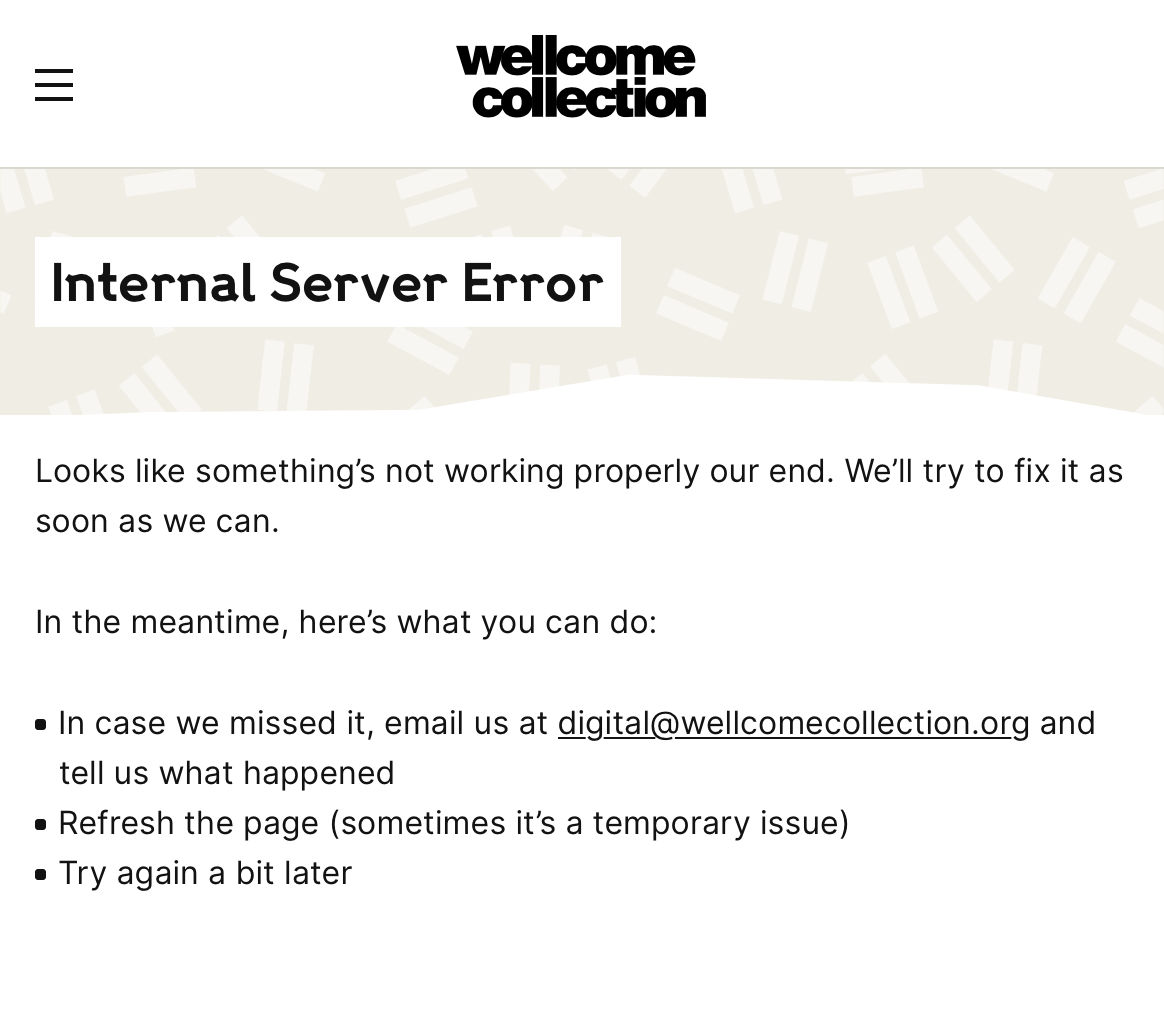 wellcome
collection
Internal Server Error
Looks like something’s not working properly our end. We’ll try to fix it as
soon as we can.
In the meantime, here’s what you can do:
In case we missed it, email us at digital@wellcomecollection.org and
tell us what happened
Refresh the page (sometimes it’s a temporary issue)
Try again a bit later